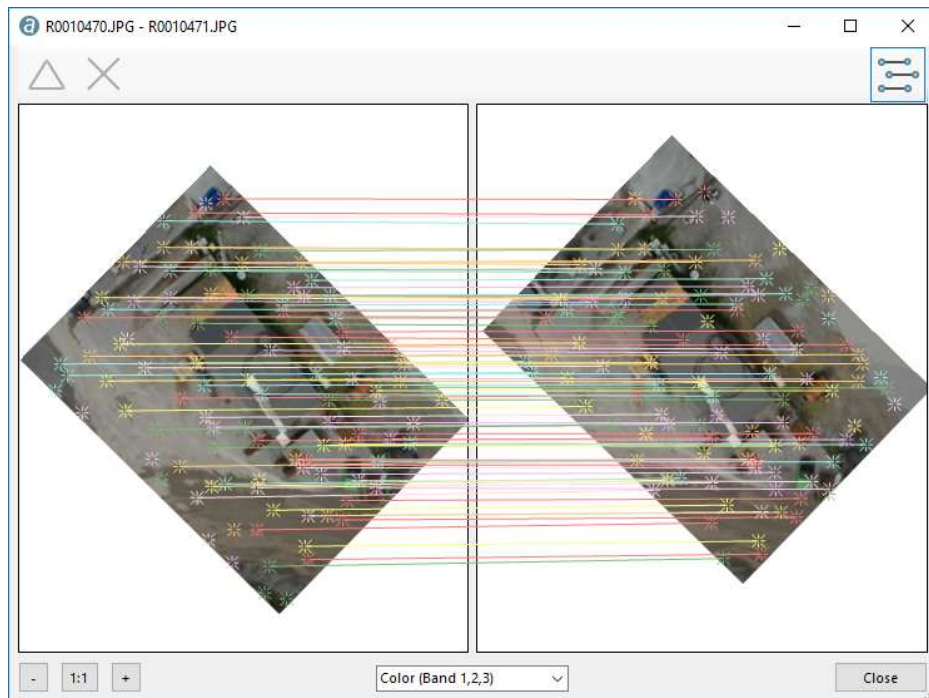 R0010470.JPG - R0010471.JPG
- 1:1 + Color (Band 1,2,3) Close